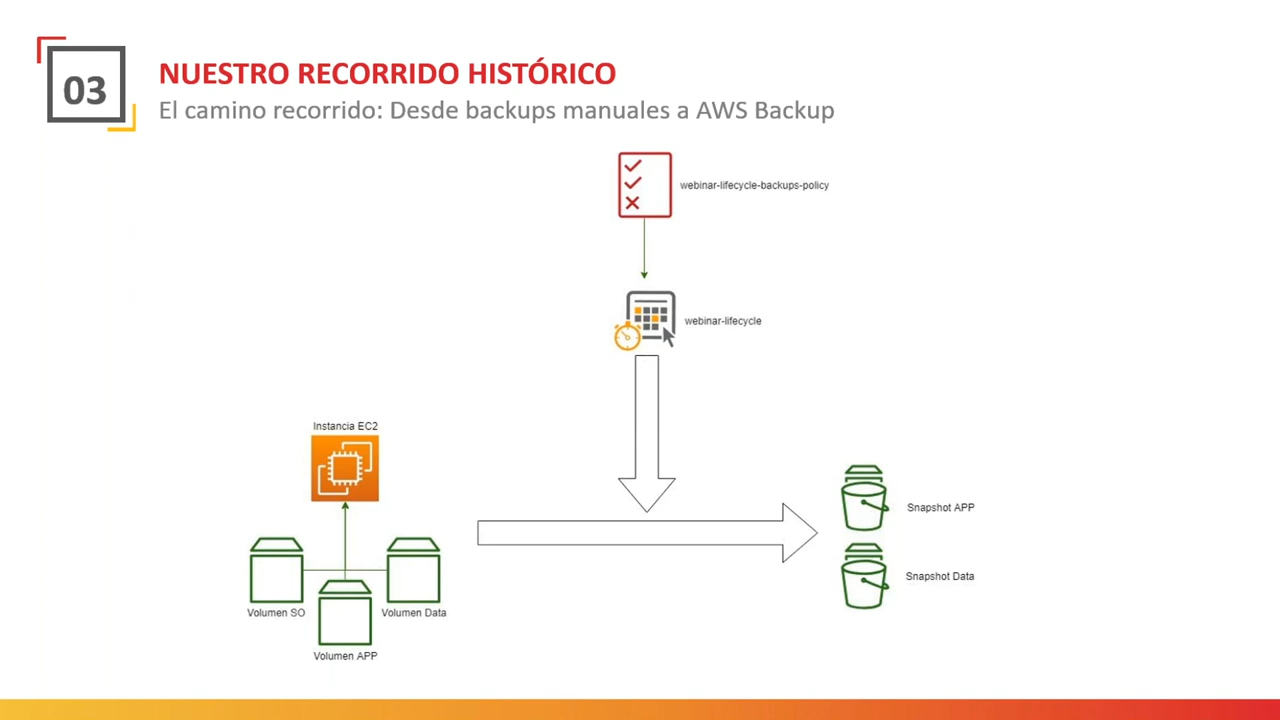 03
NUESTRO RECORRIDO HISTÓRICO
El camino recorrido: Desde backups manuales a AWS Backup
webinar-lifecycle-backups-policy
webinar-lifecycle
Instancia EC2
Volumen SO
Volumen APP
Volumen Data
Snapshot APP
Snapshot Data